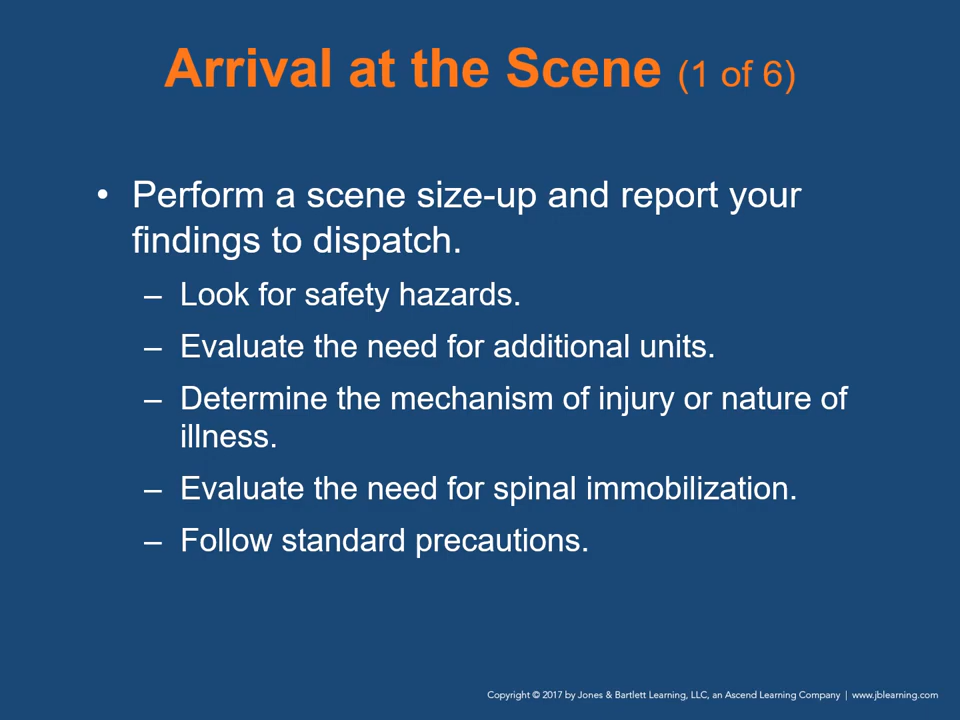 Arrival at the Scene (1 of 6)
• Perform a scene size-up and report your
findings to dispatch.
– Look for safety hazards.
– Evaluate the need for additional units.
– Determine the mechanism of injury or nature of
illness.
– Evaluate the need for spinal immobilization.
– Follow standard precautions.
Copyright © 2017 by Jones & Bartlett Learning, LLC, an Ascend Learning Company | www.jblearning.com